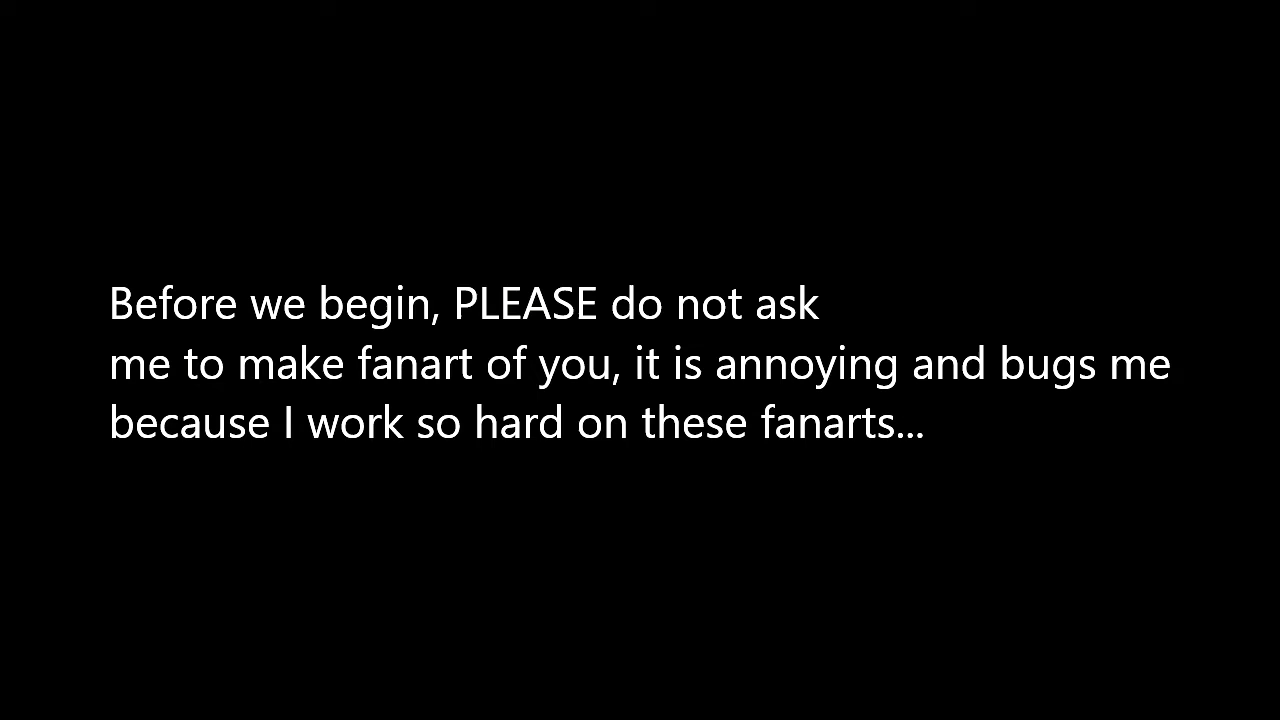 Before we begin, PLEASE do not ask
me to make fanart of you, it is annoying and bugs me
because I work so hard on these fanarts...